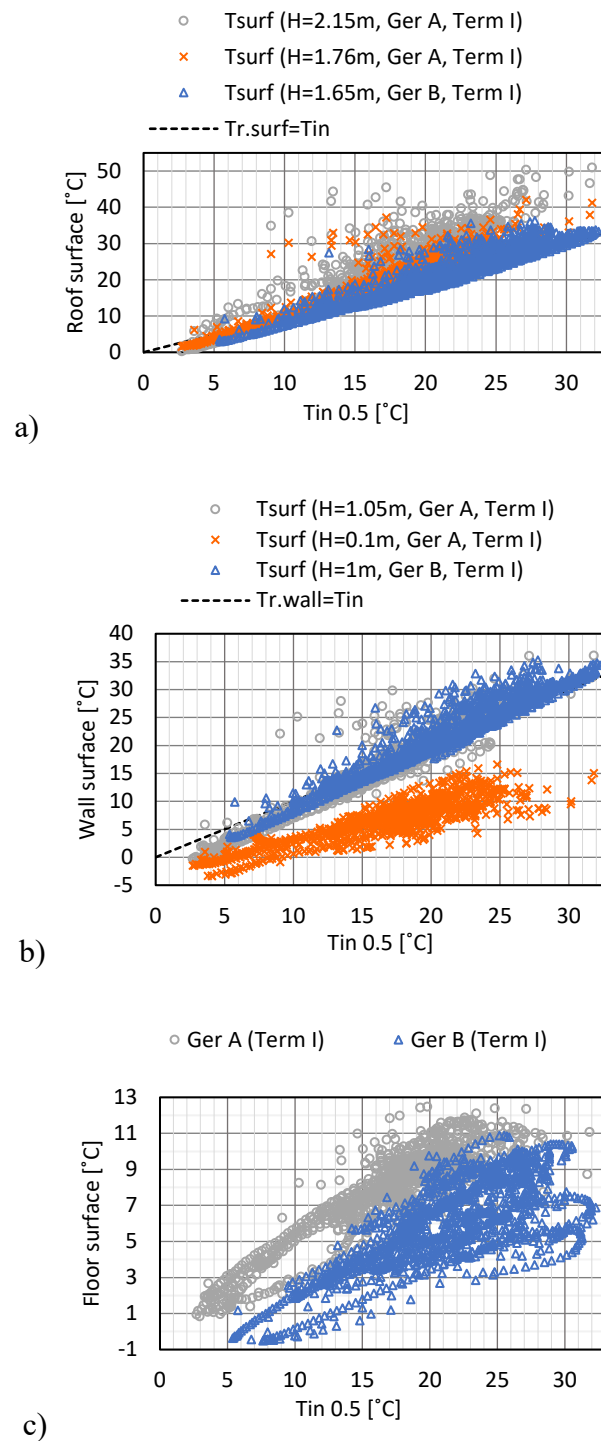 Tsurf (H=2.15m, Ger A, Term I)
Tsurf (H=1.76m, Ger A, Term I)
Tsurf (H=1.65m, Ger B, Term I)
Tr.surf=Tin
Roof surface [˚C]
50
40
30
20
10
0
0 5 10 15 20 25 30
Tin 0.5 [˚C]
a)
Tsurf (H=1.05m, Ger A, Term I)
Tsurf (H=0.1m, Ger A, Term I)
Tsurf (H=1m, Ger B, Term I)
Tr.wall=Tin
Wall surface [˚C]
40
35
30
25
20
15
10
5
0
-5
0 5 10 15 20 25 30
Tin 0.5 [˚C]
b)
Ger A (Term I) Ger B (Term I)
Floor surface [˚C]
13
11
9
7
5
3
1
-1
0 5 10 15 20 25 30
Tin 0.5 [˚C]
c)